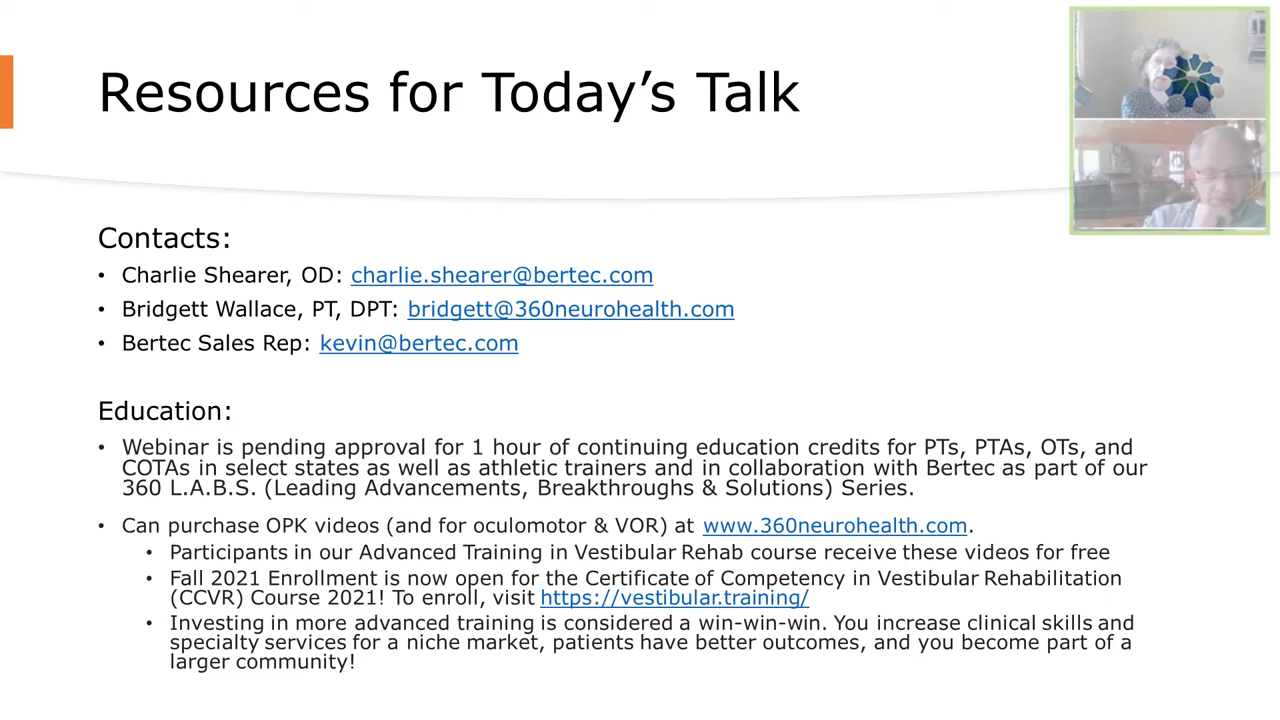 Resources for Today’s Talk
Contacts:
• Charlie Shearer, OD: charlie.shearer@bertec.com
• Bridgett Wallace, PT, DPT: bridgett@360neurohealth.com
• Bertec Sales Rep: kevin@bertec.com
Education:
• Webinar is pending approval for 1 hour of continuing education credits for PTs, PTAs, OTs, and
COTAs in select states as well as athletic trainers and in collaboration with Bertec as part of our
360 L.A.B.S. (Leading Advancements, Breakthroughs & Solutions) Series.
• Can purchase OPK videos (and for oculomotor & VOR) at www.360neurohealth.com.
• Participants in our Advanced Training in Vestibular Rehab course receive these videos for free
• Fall 2021 Enrollment is now open for the Certificate of Competency in Vestibular Rehabilitation
(CCVR) Course 2021! To enroll, visit https://vestibular.training/
• Investing in more advanced training is considered a win-win-win. You increase clinical skills and
specialty services for a niche market, patients have better outcomes, and you become part of a
larger community!